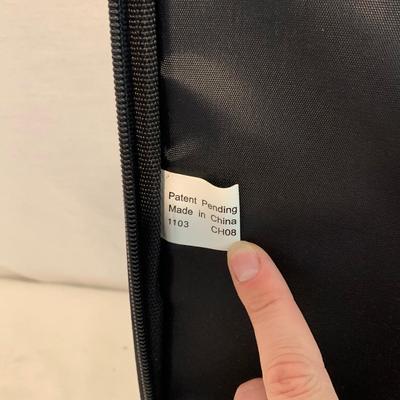 Patent Pending
Made in China
1103 CH08